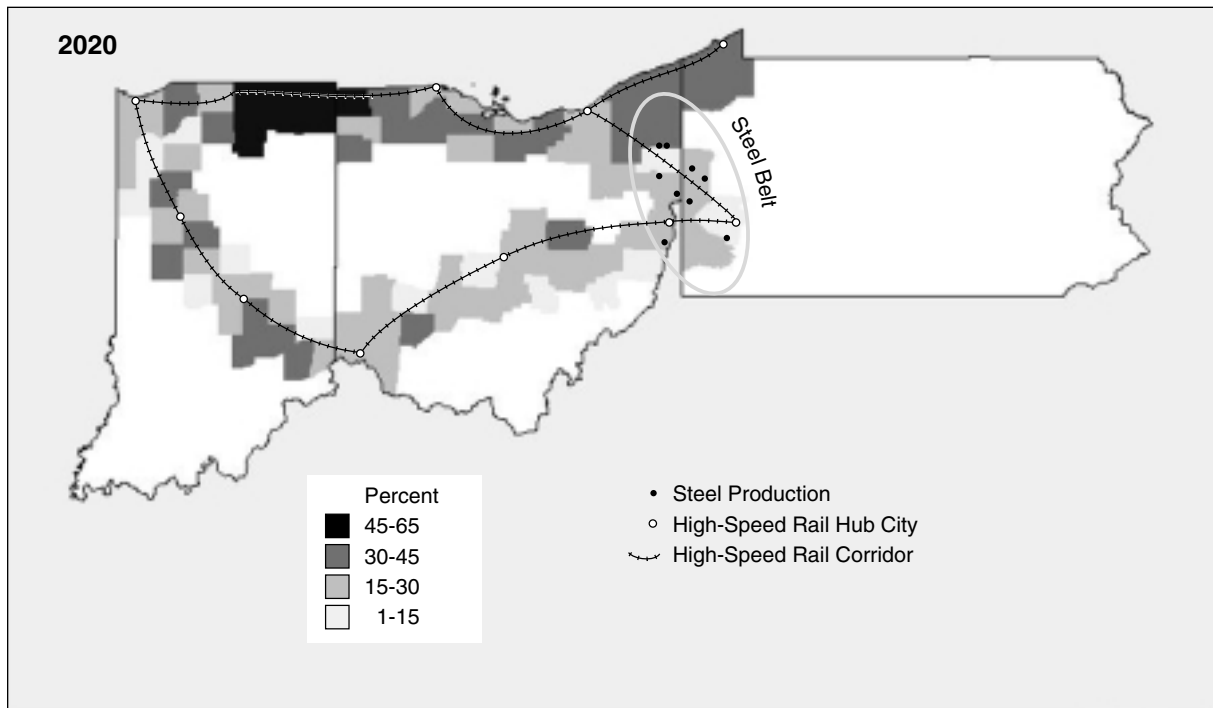 2020
Steel Belt
Percent
45-65
30-45
15-30
1-15
Steel Production
High-Speed Rail Hub City
High-Speed Rail Corridor